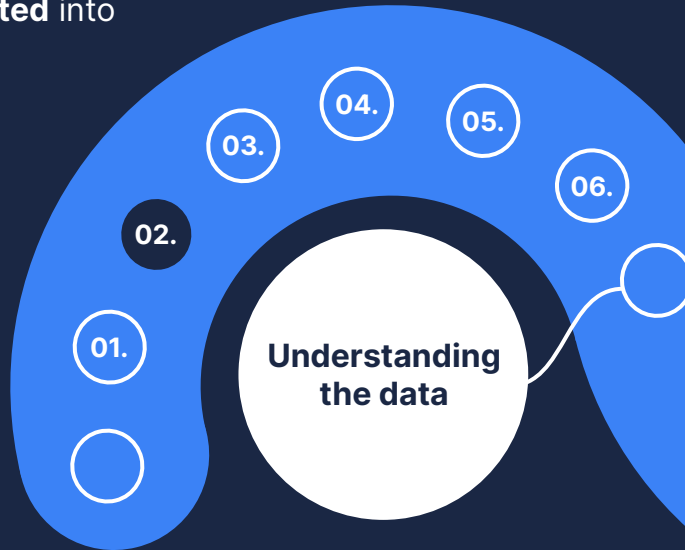 ted into
04.
05.
03.
06.
02.
01.
Understanding
the data